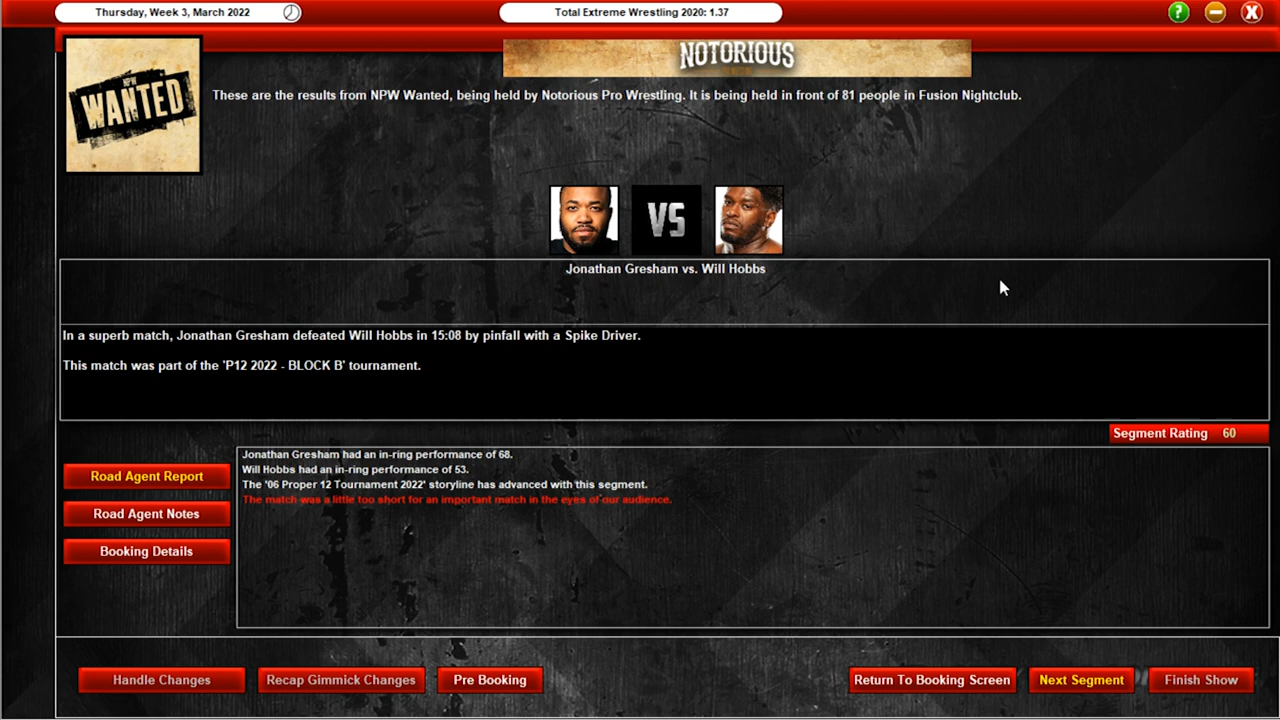 Thursday, Week 3, March 2022
Total Extreme Wrestling 2020: 1.37
?
X
NPW
WANTED
NOTORIOUS
These are the results from NPW Wanted, being held by Notorious Pro Wrestling. It is being held in front of 81 people in Fusion Nightclub.
VS
Jonathan Gresham vs. Will Hobbs
In a superb match, Jonathan Gresham defeated Will Hobbs in 15:08 by pinfall with a Spike Driver.
This match was part of the 'P12 2022 - BLOCK B' tournament.
Segment Rating 60
Road Agent Report
Road Agent Notes
Booking Details
Jonathan Gresham had an in-ring performance of 68.
Will Hobbs had an in-ring performance of 53.
The '06 Proper 12 Tournament 2022' storyline has advanced with this segment.
The match was a little too short for an important match in the eyes of our audience.
Handle Changes
Recap Gimmick Changes
Pre Booking
Return To Booking Screen
Next Segment
Finish Show